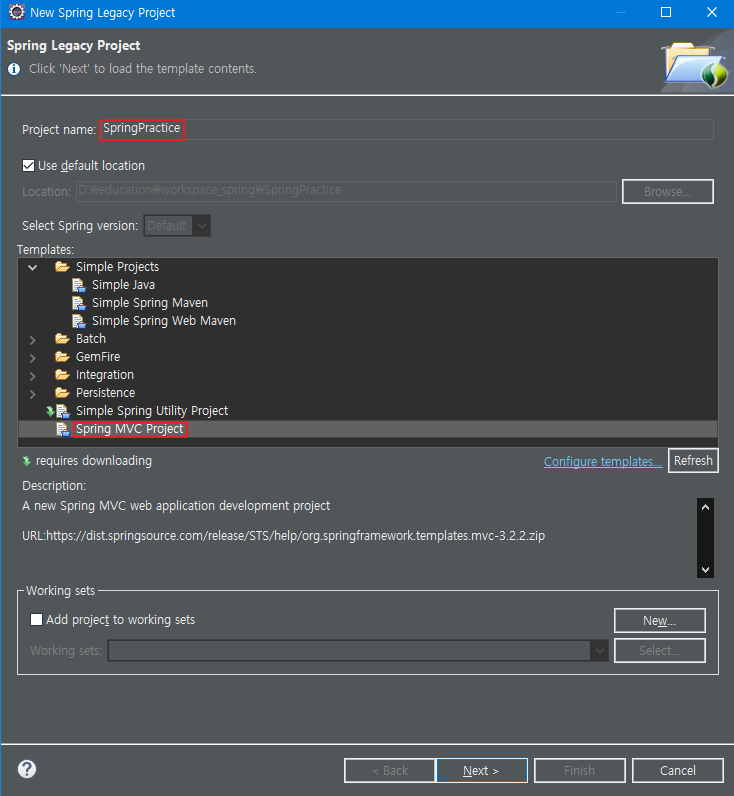 New Spring Legacy Project
Spring Legacy Project
Click 'Next' to load the template contents.
Project name: SpringPractice
Use default location
Location: D:₩education₩workspace_spring₩SpringPractice Browse...
Select Spring version: Default
Templates:
Simple Projects
Simple Java
Simple Spring Maven
Simple Spring Web Maven
Batch
GemFire
Integration
Persistence
Simple Spring Utility Project
Spring MVC Project
requires downloading Configure templates... Refresh
Description:
A new Spring MVC web application development project
URL:https://dist.springsource.com/release/STS/help/org.springframework.templates.mvc-3.2.2.zip
Working sets
Add project to working sets New...
Working sets: Select...
? < Back Next > Finish Cancel